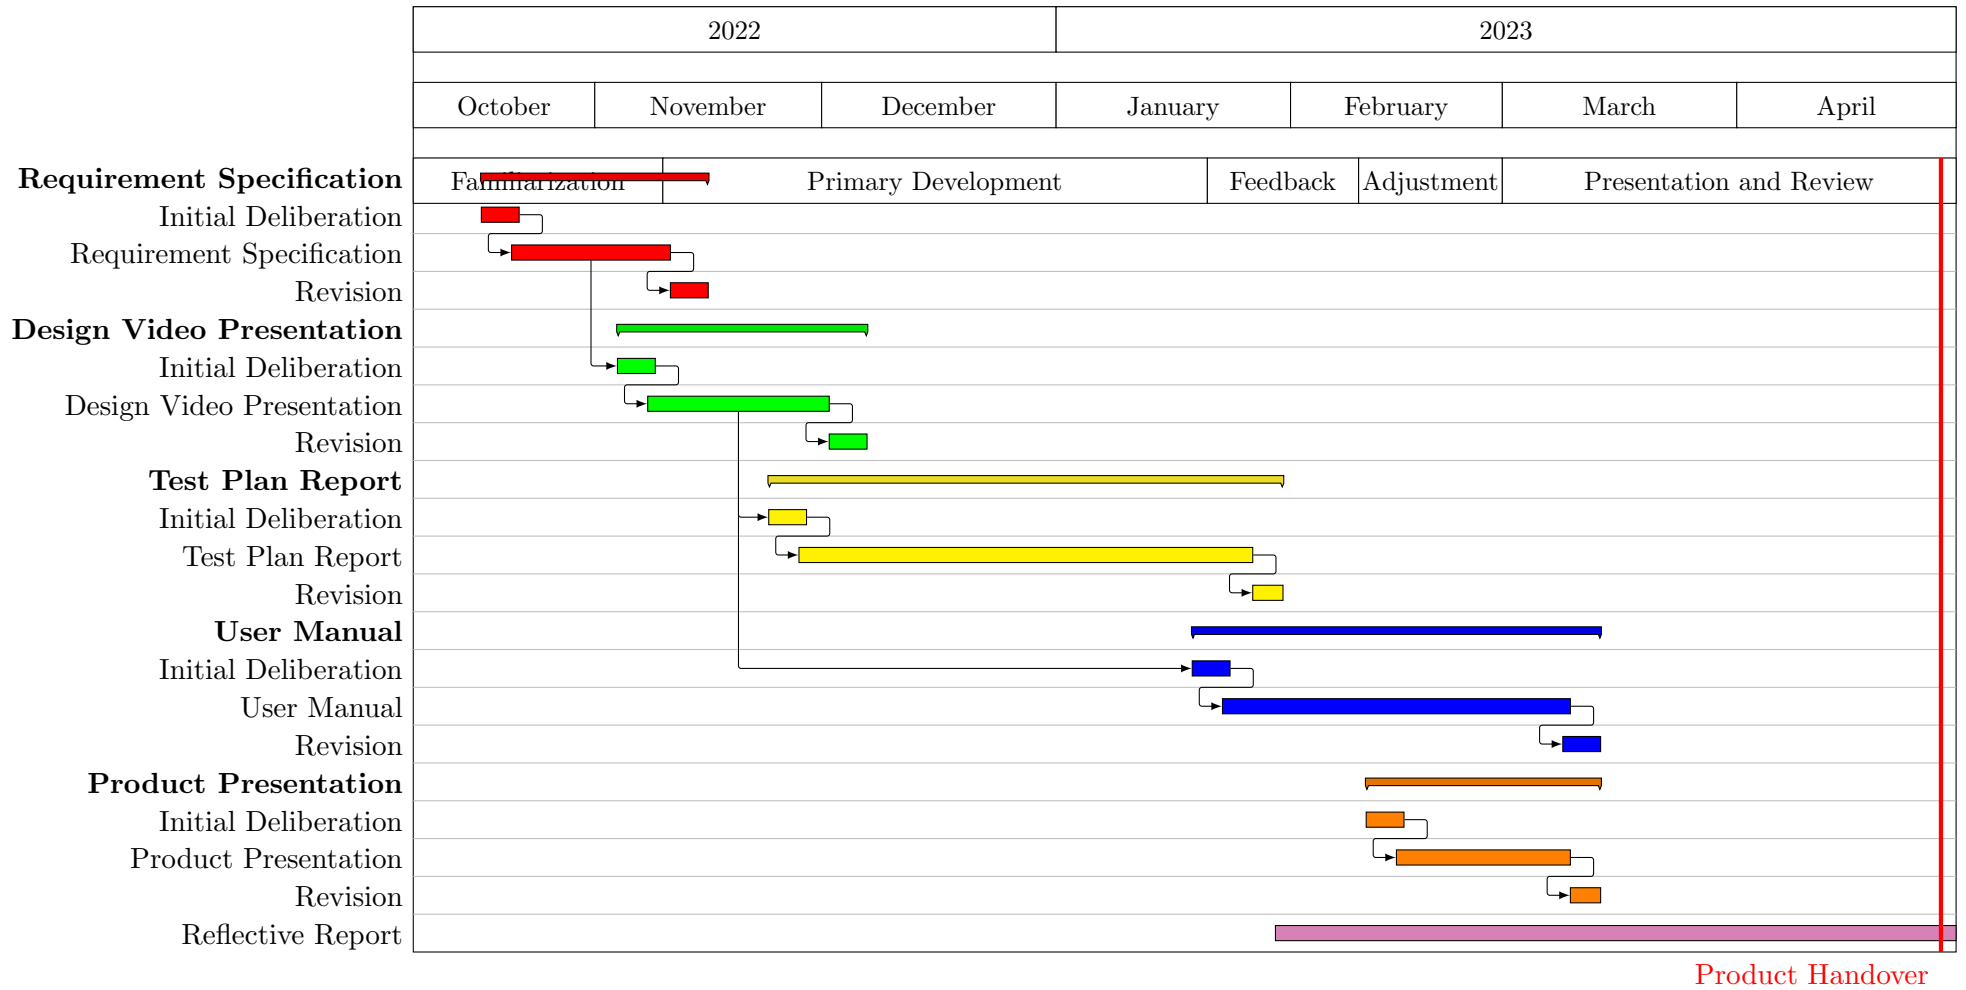 2022 2023
October November December January February March April
Requirement Specification Familiarization Primary Development Feedback Adjustment Presentation and Review
Initial Deliberation
Requirement Specification
Revision
Design Video Presentation
Initial Deliberation
Design Video Presentation
Revision
Test Plan Report
Initial Deliberation
Test Plan Report
Revision
User Manual
Initial Deliberation
User Manual
Revision
Product Presentation
Initial Deliberation
Product Presentation
Revision
Reflective Report
Product Handover